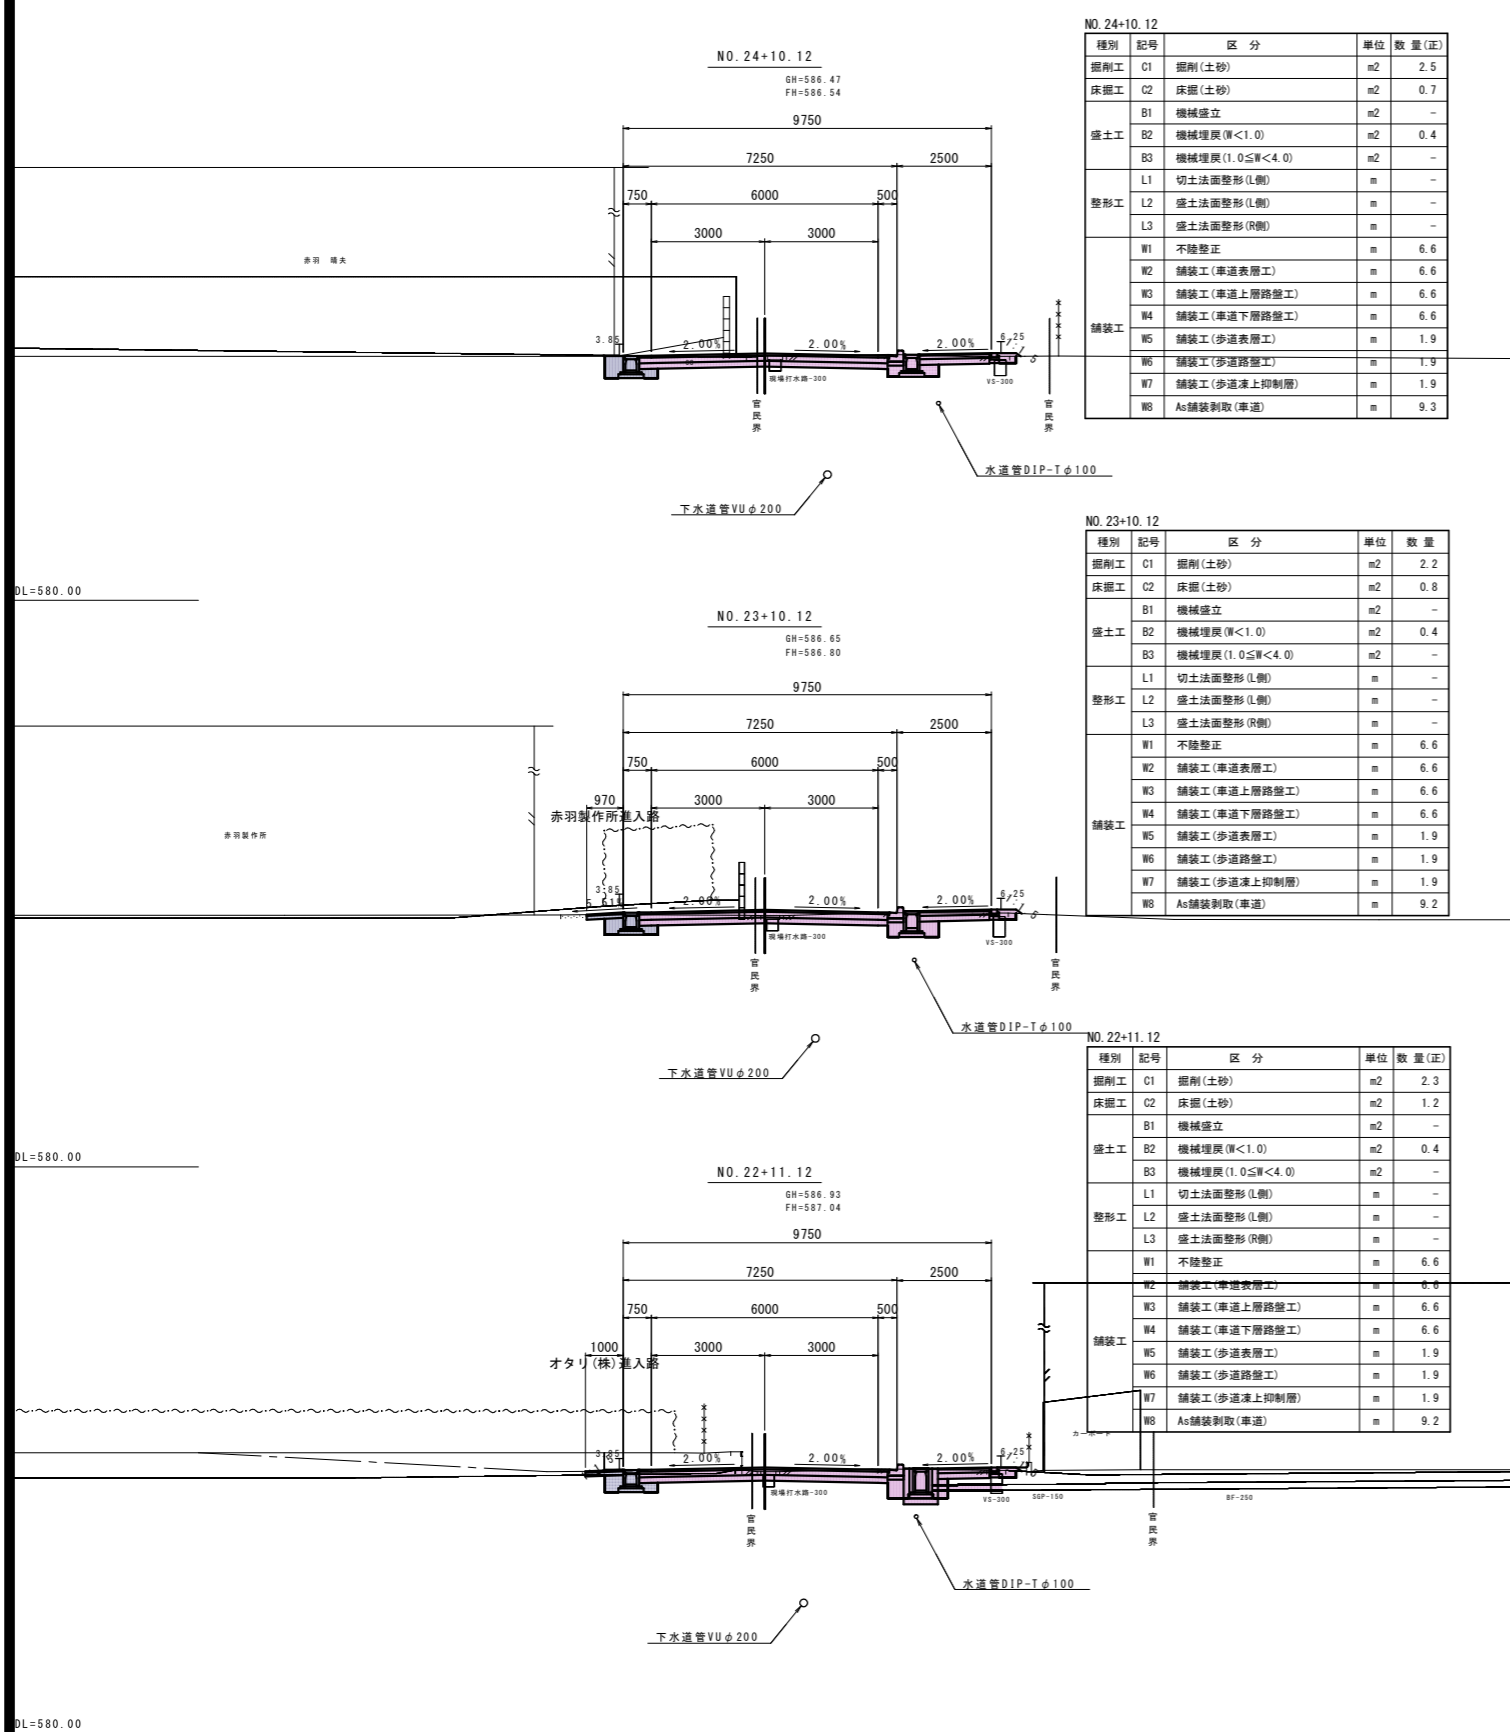 NO.24+10.12
GH=586.47
FH=586.54
9750
7250 2500
750 6000 500
3000 3000
赤羽 晴夫
3.85 2.00% 2.00% 2.00% 6.25
現場打水路-300
VS-300
官民界
官民界
水道管DIP-Tφ100
下水道管VUφ200
DL=580.00
NO.24+10.12
種別 記号 区 分 単位 数 量(正)
掘削工 C1 掘削(土砂) m2 2.5
床掘工 C2 床掘(土砂) m2 0.7
盛土工 B1 機械盛立 m2 -
B2 機械埋戻(W<1.0) m2 0.4
B3 機械埋戻(1.0≦W<4.0) m2 -
整形工 L1 切土法面整形(L側) m -
L2 盛土法面整形(L側) m -
L3 盛土法面整形(R側) m -
舗装工 W1 不陸整正 m 6.6
W2 舗装工(車道表層工) m 6.6
W3 舗装工(車道上層路盤工) m 6.6
W4 舗装工(車道下層路盤工) m 6.6
W5 舗装工(歩道表層工) m 1.9
W6 舗装工(歩道路盤工) m 1.9
W7 舗装工(歩道凍上抑制層) m 1.9
W8 As舗装剥取(車道) m 9.3
NO.23+10.12
GH=586.65
FH=586.80
9750
7250 2500
750 6000 500
970 3000 3000
赤羽製作所進入路
赤羽製作所
3.85 2.00% 2.00% 2.00% 6.25
現場打水路-300
VS-300
官民界
官民界
水道管DIP-Tφ100
下水道管VUφ200
DL=580.00
NO.23+10.12
種別 記号 区 分 単位 数 量
掘削工 C1 掘削(土砂) m2 2.2
床掘工 C2 床掘(土砂) m2 0.8
盛土工 B1 機械盛立 m2 -
B2 機械埋戻(W<1.0) m2 0.4
B3 機械埋戻(1.0≦W<4.0) m2 -
整形工 L1 切土法面整形(L側) m -
L2 盛土法面整形(L側) m -
L3 盛土法面整形(R側) m -
舗装工 W1 不陸整正 m 6.6
W2 舗装工(車道表層工) m 6.6
W3 舗装工(車道上層路盤工) m 6.6
W4 舗装工(車道下層路盤工) m 6.6
W5 舗装工(歩道表層工) m 1.9
W6 舗装工(歩道路盤工) m 1.9
W7 舗装工(歩道凍上抑制層) m 1.9
W8 As舗装剥取(車道) m 9.2
NO.22+11.12
GH=586.93
FH=587.04
9750
7250 2500
750 6000 500
1000 3000 3000
オタリ(株)進入路
3.85 2.00% 2.00% 2.00% 6.25
現場打水路-300
VS-300
SGP-150
BF-250
カーポート
官民界
官民界
水道管DIP-Tφ100
下水道管VUφ200
DL=580.00
NO.22+11.12
種別 記号 区 分 単位 数 量(正)
掘削工 C1 掘削(土砂) m2 2.3
床掘工 C2 床掘(土砂) m2 1.2
盛土工 B1 機械盛立 m2 -
B2 機械埋戻(W<1.0) m2 0.4
B3 機械埋戻(1.0≦W<4.0) m2 -
整形工 L1 切土法面整形(L側) m -
L2 盛土法面整形(L側) m -
L3 盛土法面整形(R側) m -
舗装工 W1 不陸整正 m 6.6
W2 舗装工(車道表層工) m 6.6
W3 舗装工(車道上層路盤工) m 6.6
W4 舗装工(車道下層路盤工) m 6.6
W5 舗装工(歩道表層工) m 1.9
W6 舗装工(歩道路盤工) m 1.9
W7 舗装工(歩道凍上抑制層) m 1.9
W8 As舗装剥取(車道) m 9.2